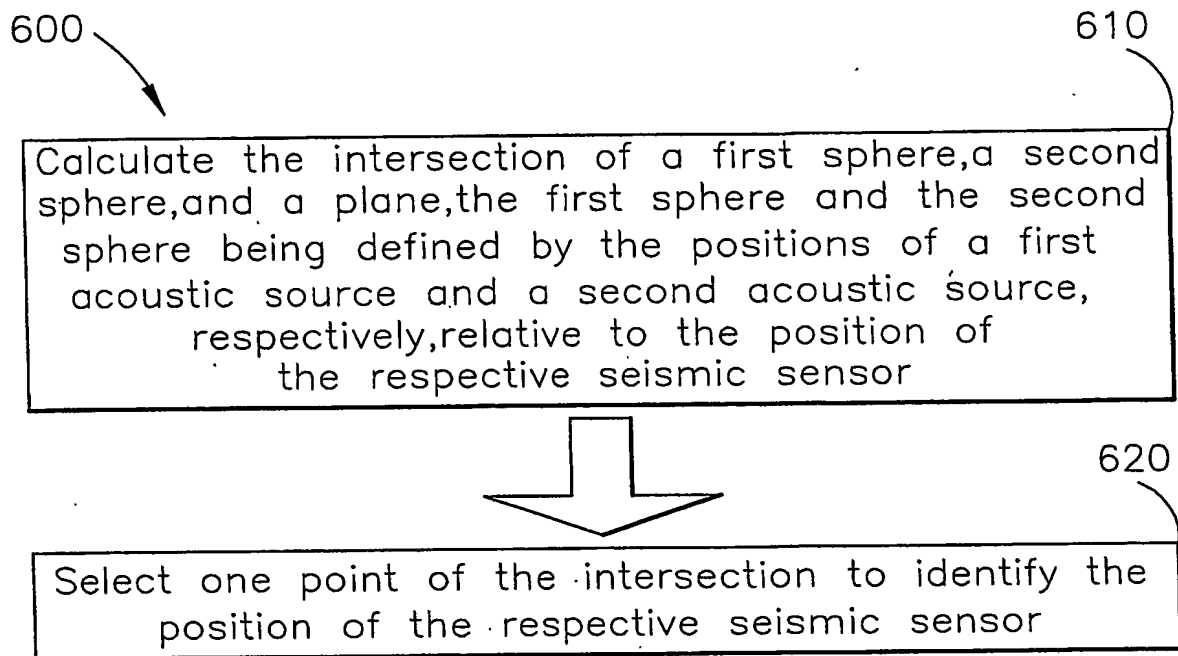 600
610
Calculate the intersection of a first sphere,a second
sphere,and a plane,the first sphere and the second
sphere being defined by the positions of a first
acoustic source and a second acoustic source,
respectively,relative to the position of
the respective seismic sensor
620
Select one point of the intersection to identify the
position of the respective seismic sensor